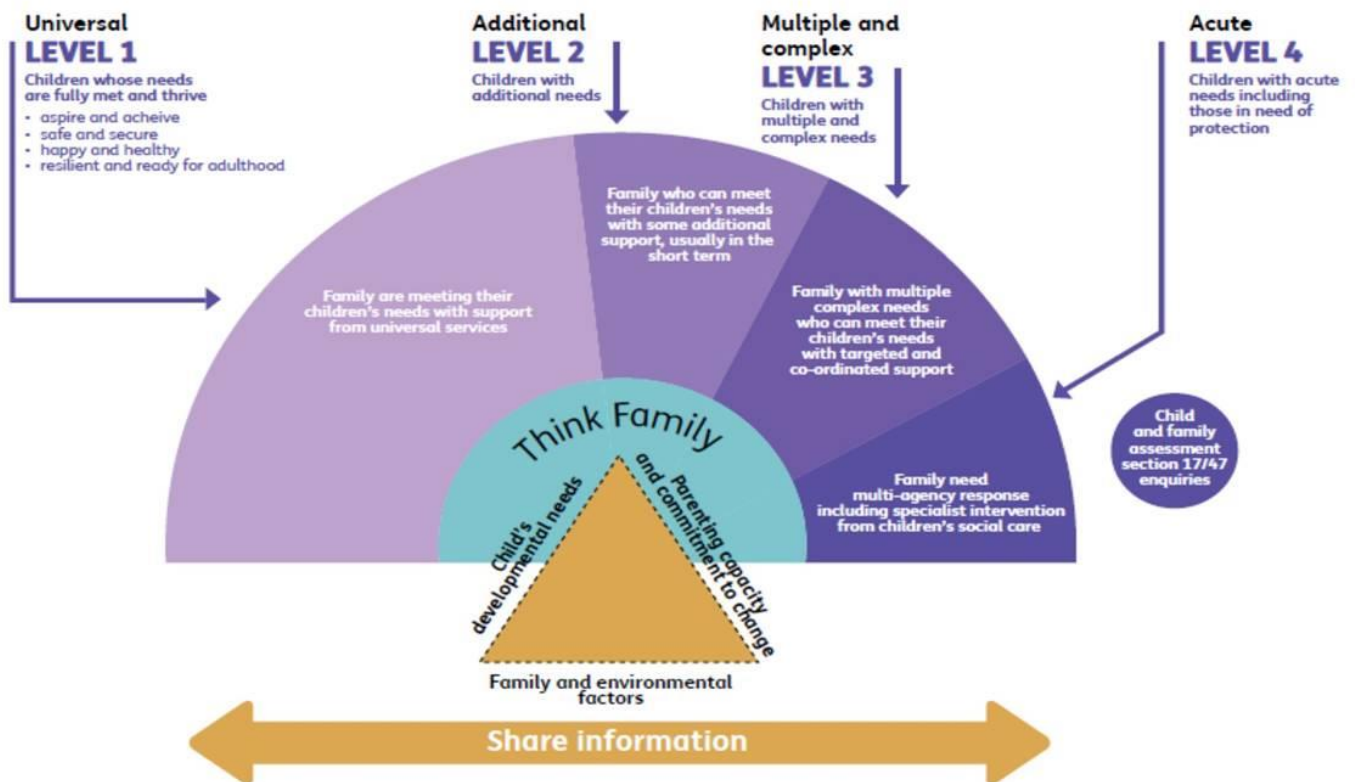 Universal
LEVEL 1
Children whose needs
are fully met and thrive
• aspire and acheive
• safe and secure
• happy and healthy
• resilient and ready for adulthood
Additional
LEVEL 2
Children with
additional needs
Multiple and
complex
LEVEL 3
Children with
multiple and
complex needs
Acute
LEVEL 4
Children with acute
needs including
those in need of
protection
Family are meeting their
children's needs with support
from universal services
Family who can meet
their children's needs
with some additional
support, usually in the
short term
Family with multiple
complex needs
who can meet their
children's needs
with targeted and
co-ordinated support
Family need
multi-agency response
including specialist intervention
from children's social care
Child
and family
assessment
section 17/47
enquiries
Think Family
Child's
developmental needs
Parenting capacity
and commitment to change
Family and environmental
factors
Share information